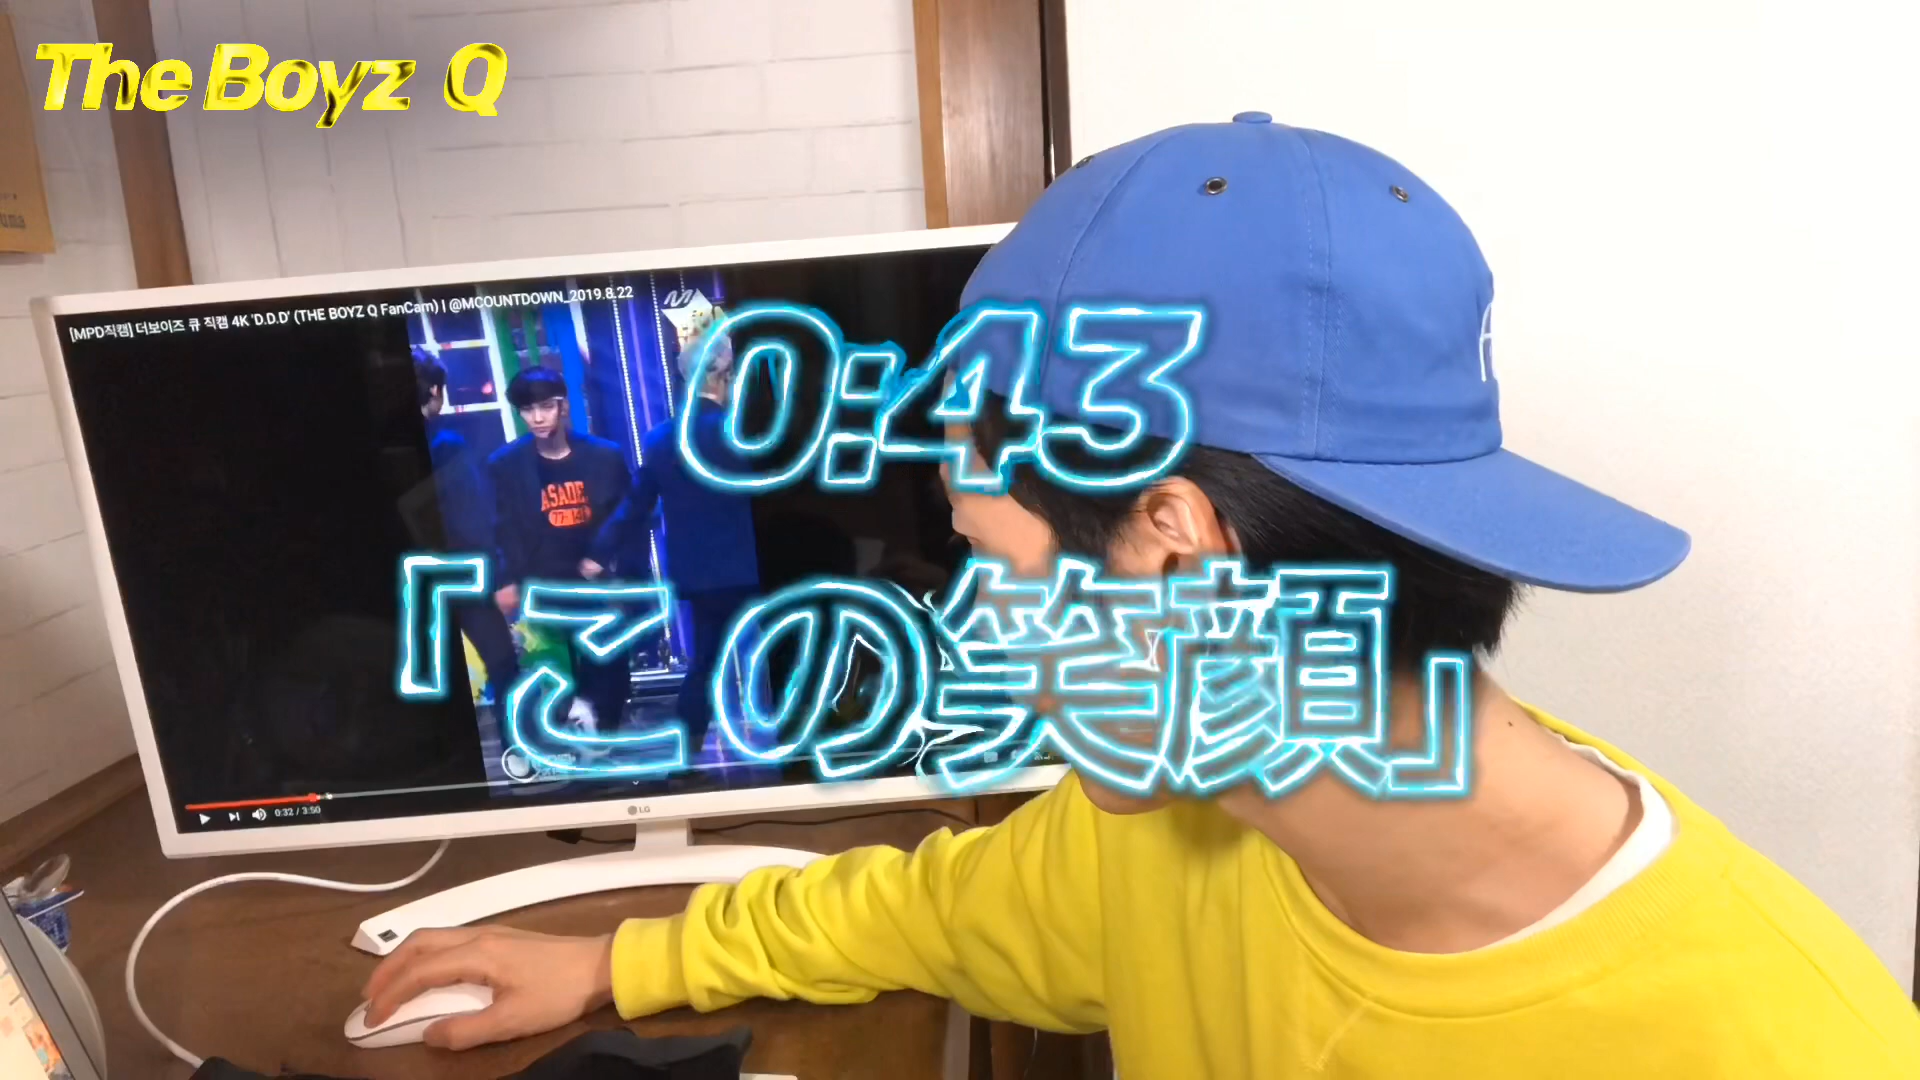 The Boyz Q
[MPD직캠] 더보이즈 큐 직캠 4K 'D.D.D' (THE BOYZ Q FanCam) | @MCOUNTDOWN_2019.8.22
0:43
ASADE
「この笑顔」
0:32 / 3:50
LG